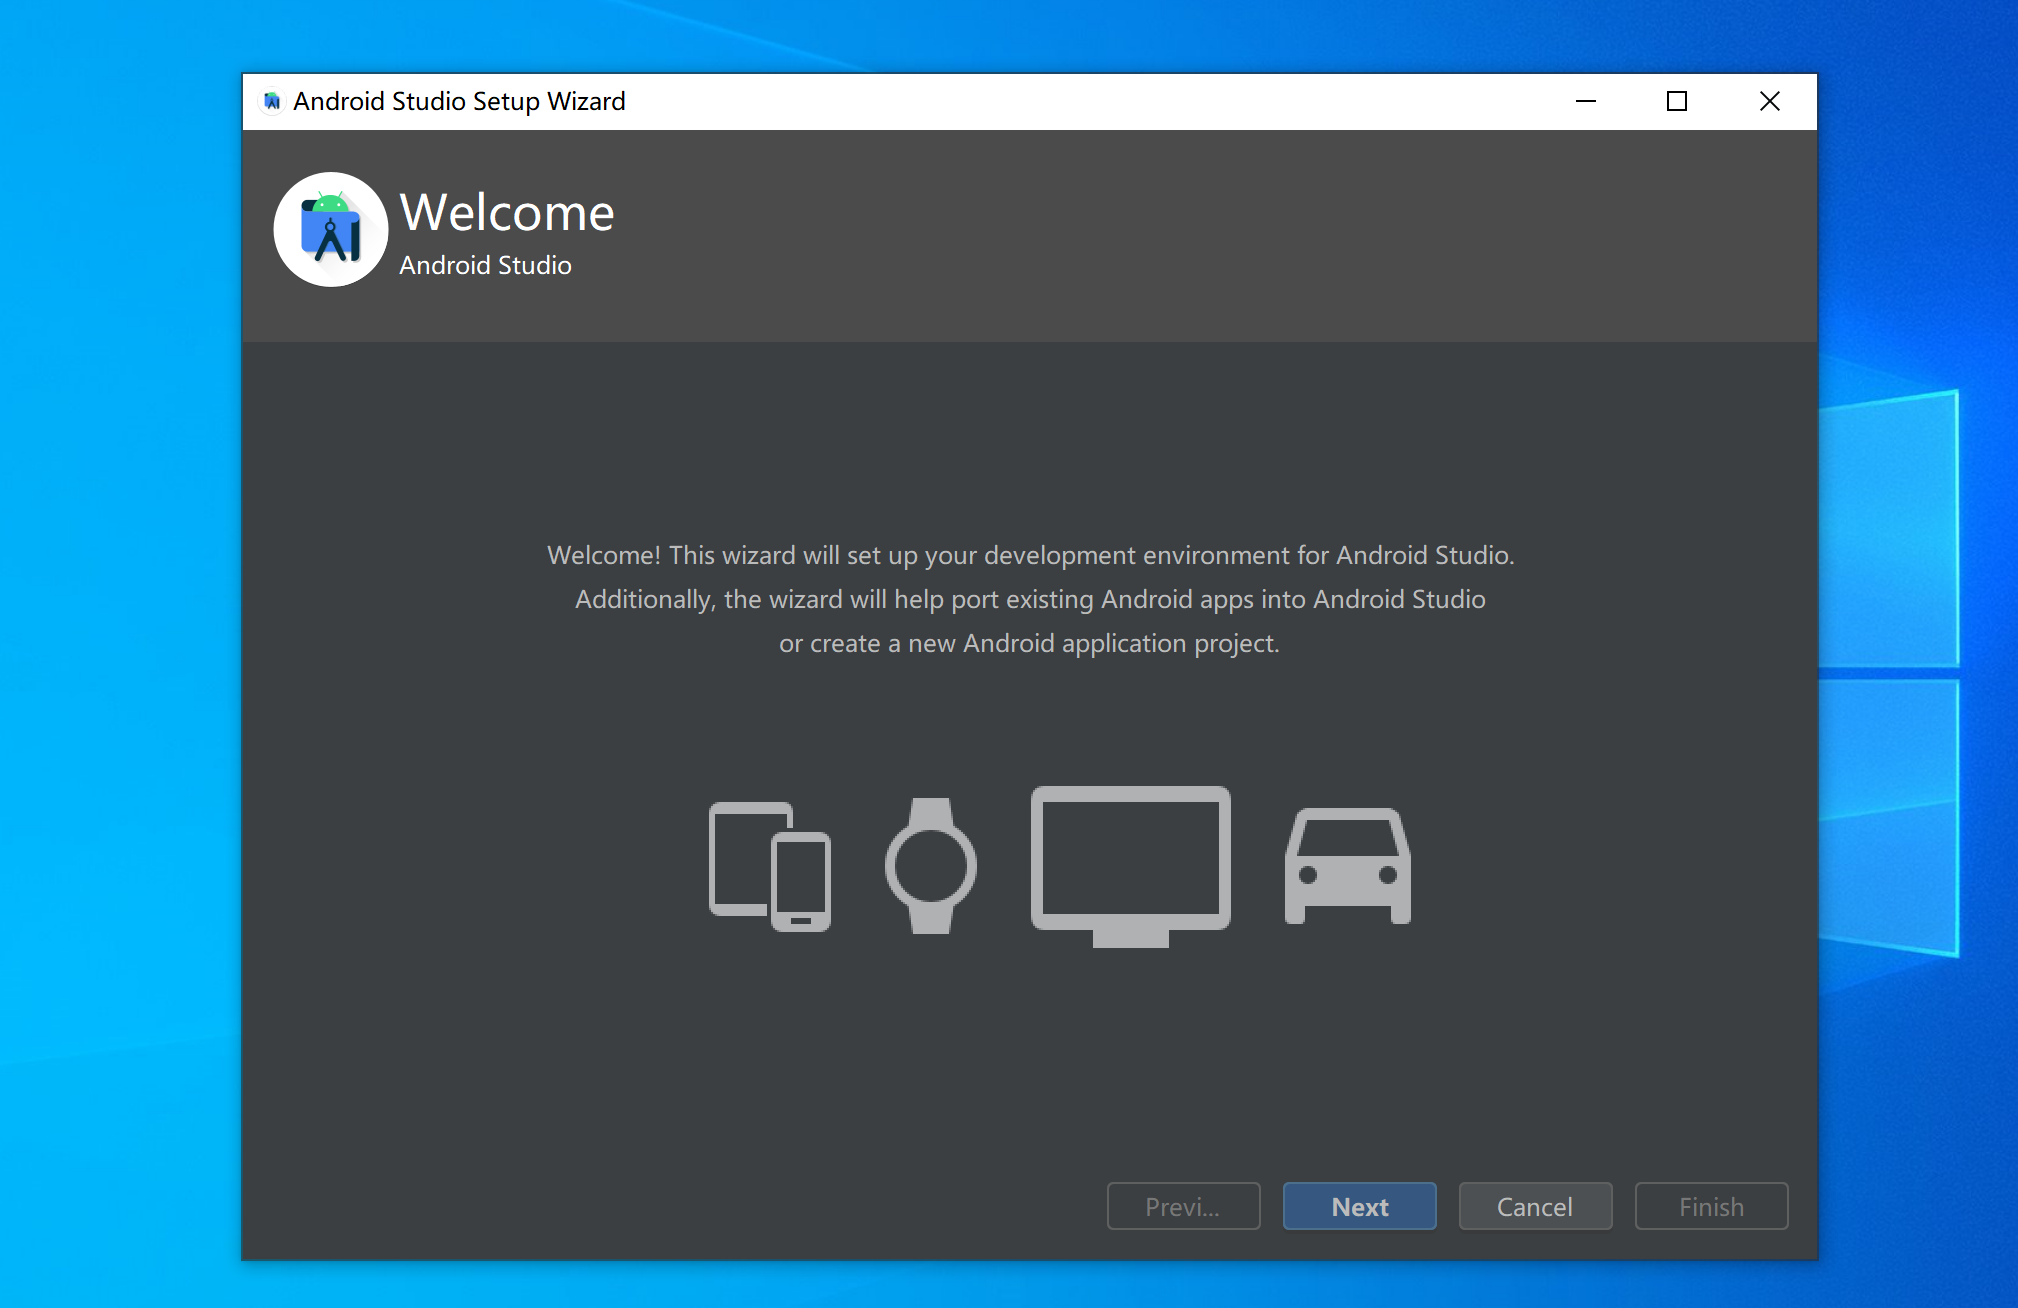 Android Studio Setup Wizard
Welcome
Android Studio
Welcome! This wizard will set up your development environment for Android Studio.
Additionally, the wizard will help port existing Android apps into Android Studio
or create a new Android application project.
Previ... Next Cancel Finish